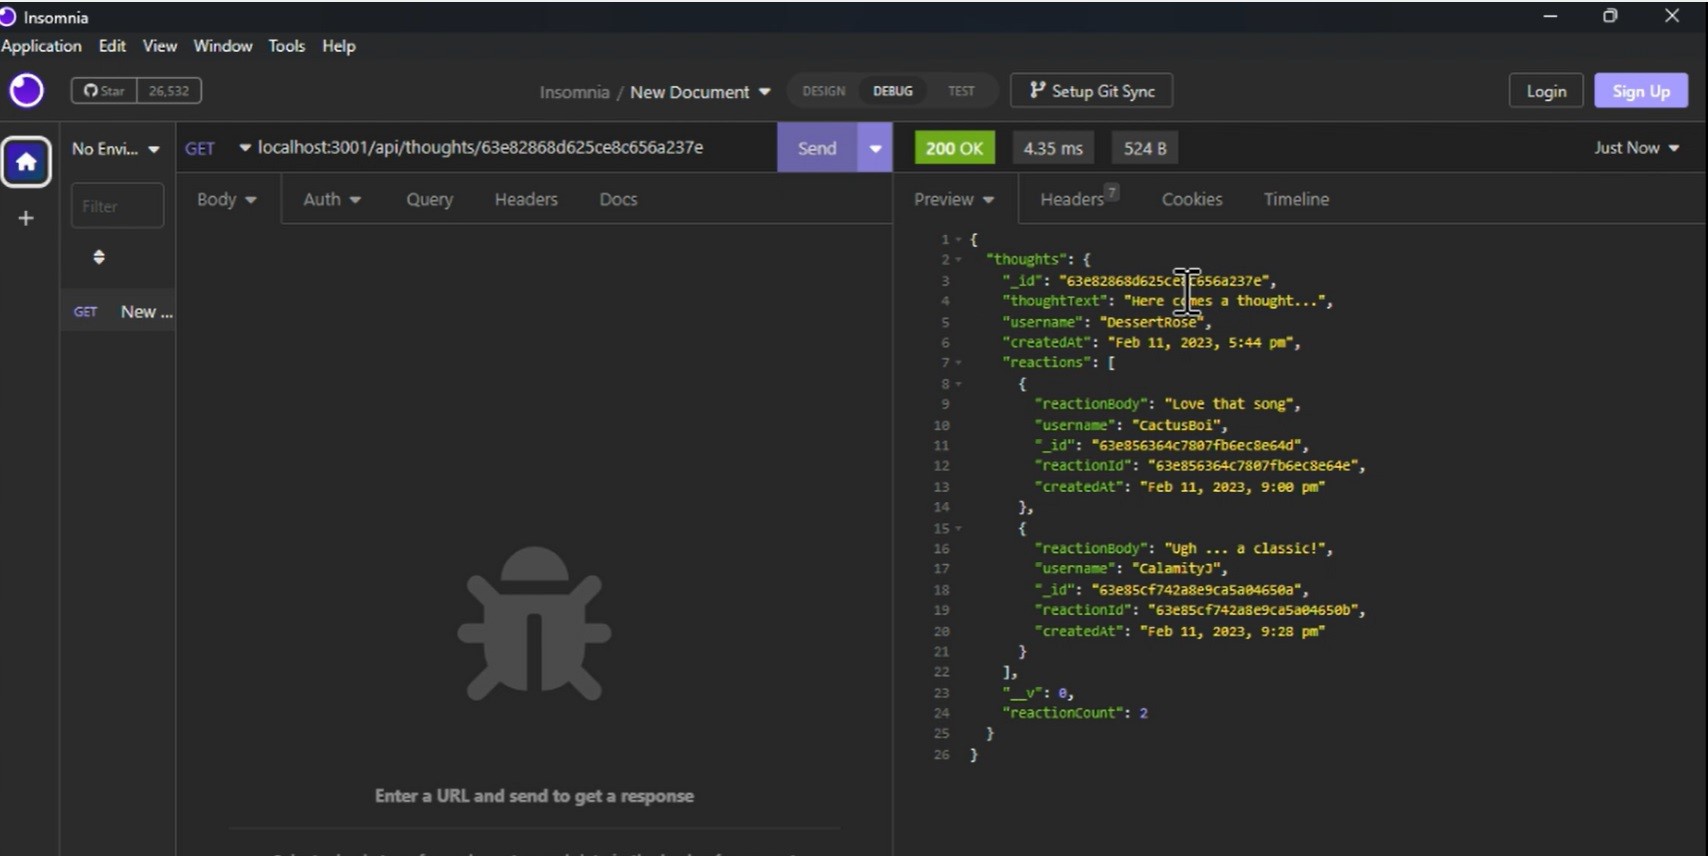 Insomnia
Application Edit View Window Tools Help
Star 26,532 Insomnia / New Document DESIGN DEBUG TEST Setup Git Sync Login Sign Up
No Envi... GET localhost:3001/api/thoughts/63e82868d625ce8c656a237e Send 200 OK 4.35 ms 524 B Just Now
Filter Body Auth Query Headers Docs Preview Headers 7 Cookies Timeline
GET New ...
1 {
2 "thoughts": {
3 "_id": "63e82868d625ce8c656a237e",
4 "thoughtText": "Here comes a thought...",
5 "username": "DessertRose",
6 "createdAt": "Feb 11, 2023, 5:44 pm",
7 "reactions": [
8 {
9 "reactionBody": "Love that song",
10 "username": "CactusBoi",
11 "_id": "63e856364c7807fb6ec8e64d",
12 "reactionId": "63e856364c7807fb6ec8e64e",
13 "createdAt": "Feb 11, 2023, 9:00 pm"
14 },
15 {
16 "reactionBody": "Ugh ... a classic!",
17 "username": "CalamityJ",
18 "_id": "63e85cf742a8e9ca5a04650a",
19 "reactionId": "63e85cf742a8e9ca5a04650b",
20 "createdAt": "Feb 11, 2023, 9:28 pm"
21 }
22 ],
23 "__v": 0,
24 "reactionCount": 2
25 }
26 }
Enter a URL and send to get a response